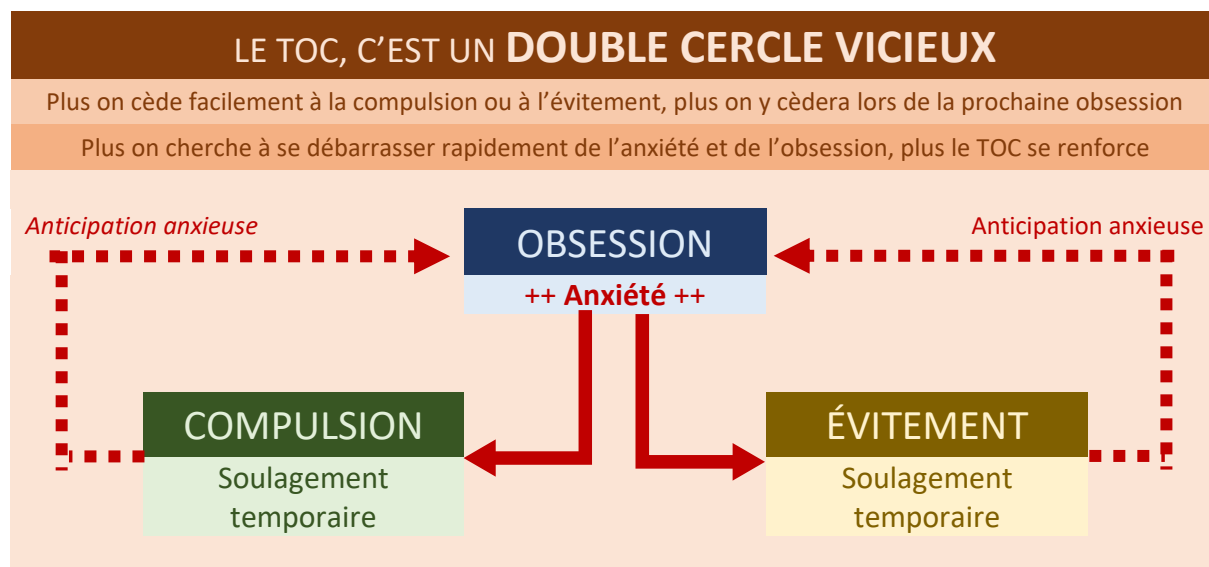 LE TOC, C'EST UN DOUBLE CERCLE VICIEUX
Plus on cède facilement à la compulsion ou à l'évitement, plus on y cèdera lors de la prochaine obsession
Plus on cherche à se débarrasser rapidement de l'anxiété et de l'obsession, plus le TOC se renforce
Anticipation anxieuse
OBSESSION
Anticipation anxieuse
++ Anxiété ++
COMPULSION
Soulagement
temporaire
ÉVITEMENT
Soulagement
temporaire